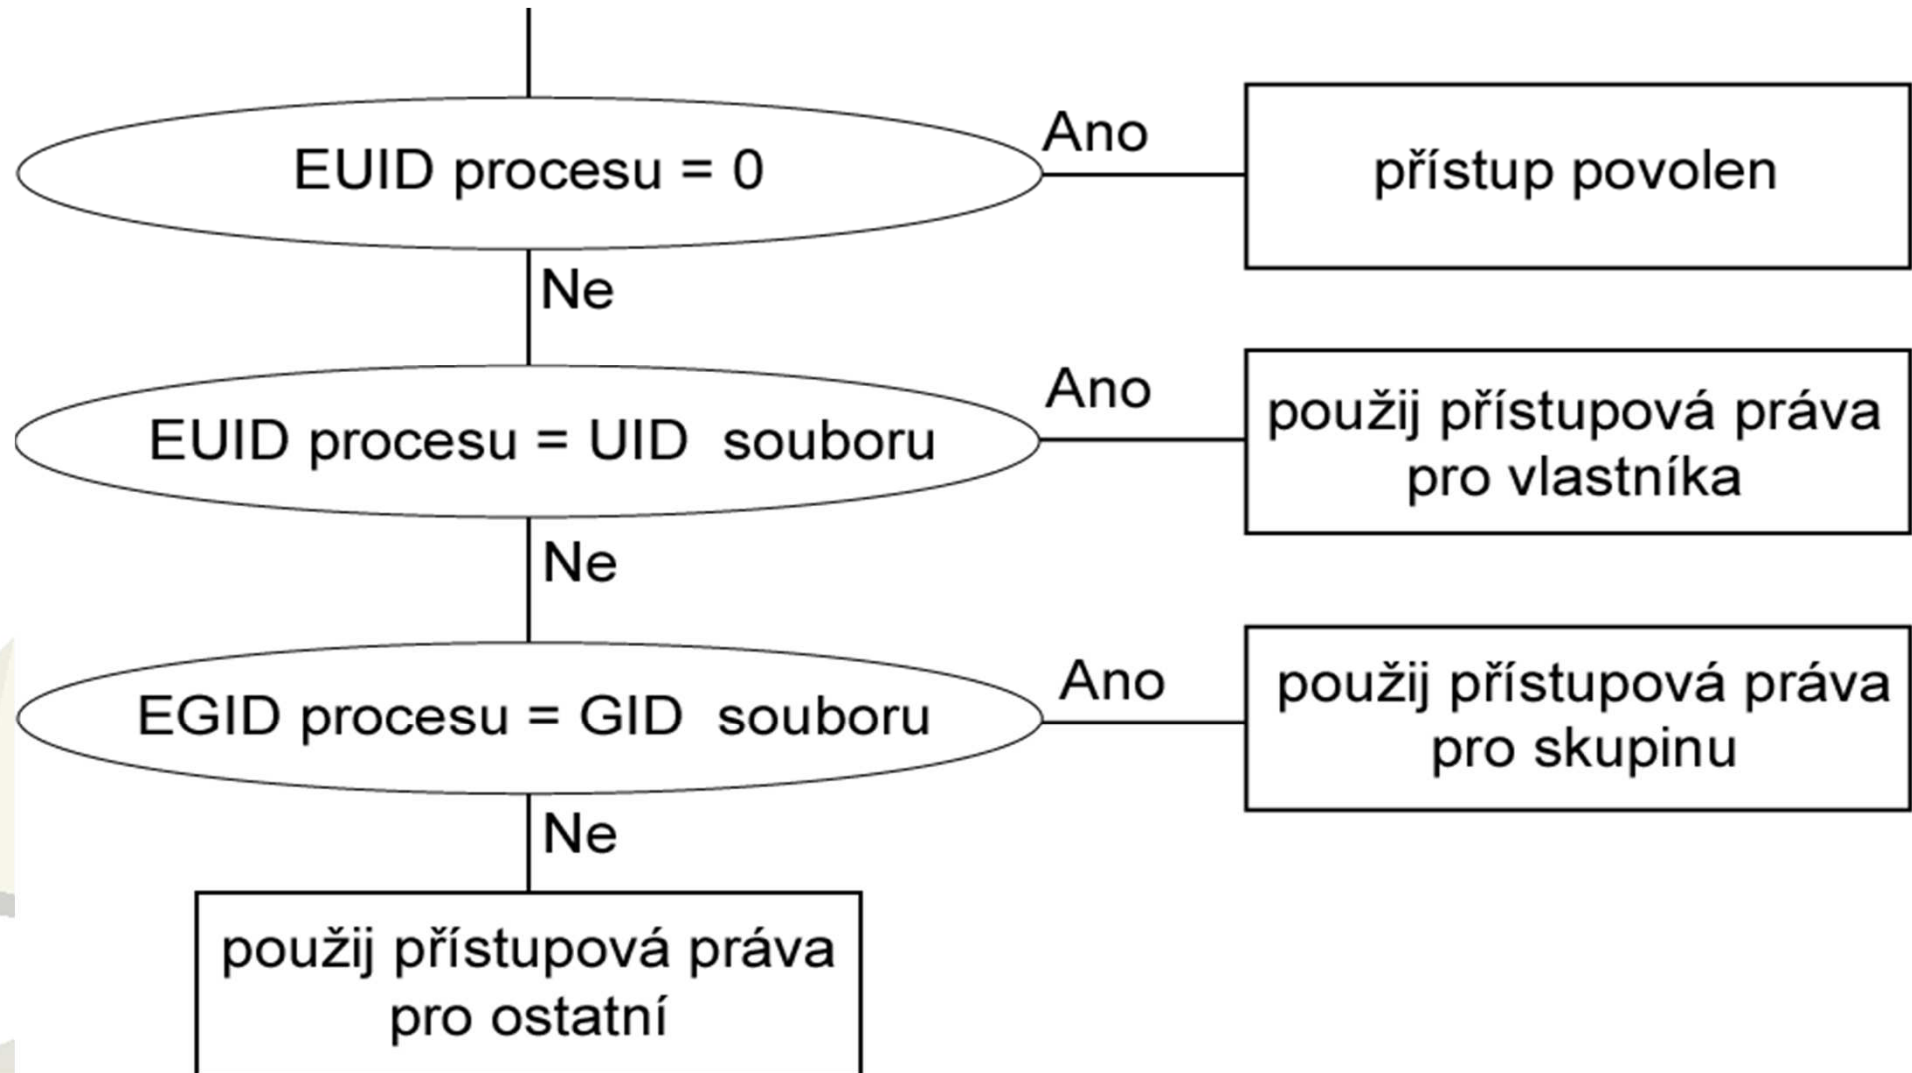 EUID procesu = 0
Ano
přístup povolen
Ne
EUID procesu = UID souboru
Ano
použij přístupová práva
pro vlastníka
Ne
EGID procesu = GID souboru
Ano
použij přístupová práva
pro skupinu
Ne
použij přístupová práva
pro ostatní